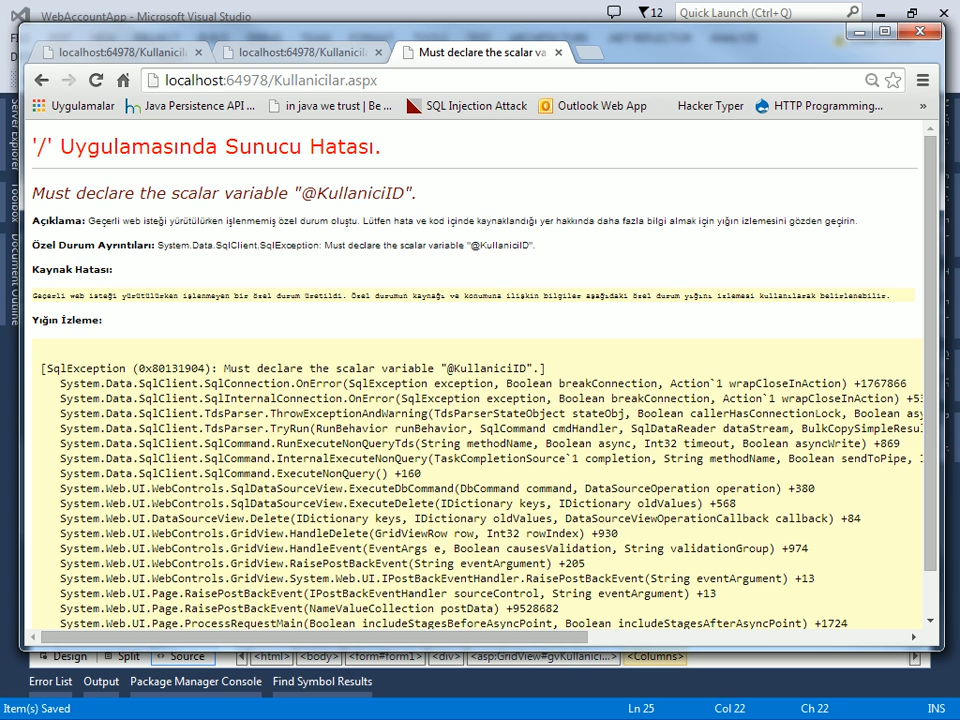 WebAccountApp - Microsoft Visual Studio
12
Quick Launch (Ctrl+Q)
localhost:64978/Kullanicil
localhost:64978/Kullanicil
Must declare the scalar va
localhost:64978/Kullanicilar.aspx
Uygulamalar
Java Persistence API ...
in java we trust | Be ...
SQL Injection Attack
Outlook Web App
Hacker Typer
HTTP Programming...
»
'/' Uygulamasında Sunucu Hatası.
Must declare the scalar variable "@KullaniciID".
Açıklama: Geçerli web isteği yürütülürken işlenmemiş özel durum oluştu. Lütfen hata ve kod içinde kaynaklandığı yer hakkında daha fazla bilgi almak için yığın izlemesini gözden geçirin.
Özel Durum Ayrıntıları: System.Data.SqlClient.SqlException: Must declare the scalar variable "@KullaniciID".
Kaynak Hatası:
Geçerli web isteği yürütülürken işlenmeyen bir özel durum üretildi. Özel durumun kaynağı ve konumuna ilişkin bilgiler aşağıdaki özel durum yığını izlemesi kullanılarak belirlenebilir.
Yığın İzleme:
[SqlException (0x80131904): Must declare the scalar variable "@KullaniciID".]
System.Data.SqlClient.SqlConnection.OnError(SqlException exception, Boolean breakConnection, Action`1 wrapCloseInAction) +1767866
System.Data.SqlClient.SqlInternalConnection.OnError(SqlException exception, Boolean breakConnection, Action`1 wrapCloseInAction) +53
System.Data.SqlClient.TdsParser.ThrowExceptionAndWarning(TdsParserStateObject stateObj, Boolean callerHasConnectionLock, Boolean asy
System.Data.SqlClient.TdsParser.TryRun(RunBehavior runBehavior, SqlCommand cmdHandler, SqlDataReader dataStream, BulkCopySimpleResul
System.Data.SqlClient.SqlCommand.RunExecuteNonQueryTds(String methodName, Boolean async, Int32 timeout, Boolean asyncWrite) +869
System.Data.SqlClient.SqlCommand.InternalExecuteNonQuery(TaskCompletionSource`1 completion, String methodName, Boolean sendToPipe, I
System.Data.SqlClient.SqlCommand.ExecuteNonQuery() +160
System.Web.UI.WebControls.SqlDataSourceView.ExecuteDbCommand(DbCommand command, DataSourceOperation operation) +380
System.Web.UI.WebControls.SqlDataSourceView.ExecuteDelete(IDictionary keys, IDictionary oldValues) +568
System.Web.UI.DataSourceView.Delete(IDictionary keys, IDictionary oldValues, DataSourceViewOperationCallback callback) +84
System.Web.UI.WebControls.GridView.HandleDelete(GridViewRow row, Int32 rowIndex) +930
System.Web.UI.WebControls.GridView.HandleEvent(EventArgs e, Boolean causesValidation, String validationGroup) +974
System.Web.UI.WebControls.GridView.RaisePostBackEvent(String eventArgument) +205
System.Web.UI.WebControls.GridView.System.Web.UI.IPostBackEventHandler.RaisePostBackEvent(String eventArgument) +13
System.Web.UI.Page.RaisePostBackEvent(IPostBackEventHandler sourceControl, String eventArgument) +13
System.Web.UI.Page.RaisePostBackEvent(NameValueCollection postData) +9528682
System.Web.UI.Page.ProcessRequestMain(Boolean includeStagesBeforeAsyncPoint, Boolean includeStagesAfterAsyncPoint) +1724
Server Explorer
Toolbox
Document Outline
Design
Split
Source
<html> <body> <form#form1> <div> <asp:GridView#gvKullanici...> <Columns>
Error List
Output
Package Manager Console
Find Symbol Results
Item(s) Saved
Ln 25
Col 22
Ch 22
INS